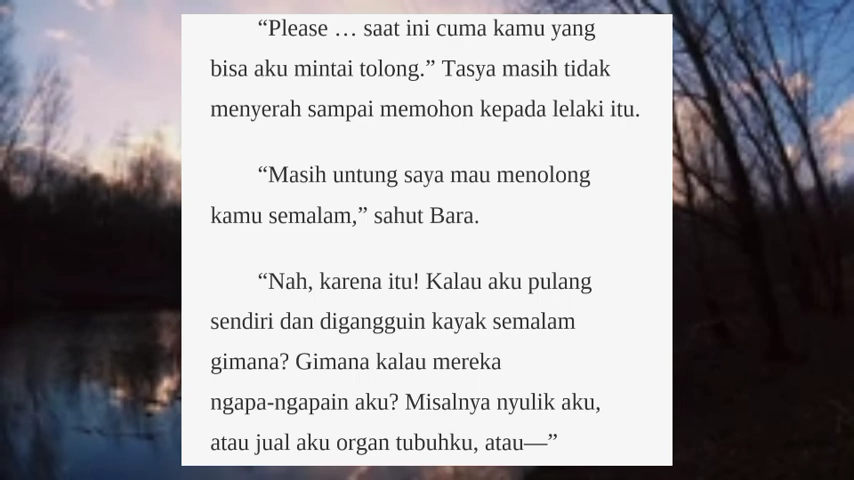 “Please … saat ini cuma kamu yang
bisa aku mintai tolong.” Tasya masih tidak
menyerah sampai memohon kepada lelaki itu.
“Masih untung saya mau menolong
kamu semalam,” sahut Bara.
“Nah, karena itu! Kalau aku pulang
sendiri dan digangguin kayak semalam
gimana? Gimana kalau mereka
ngapa-ngapain aku? Misalnya nyulik aku,
atau jual aku organ tubuhku, atau—”